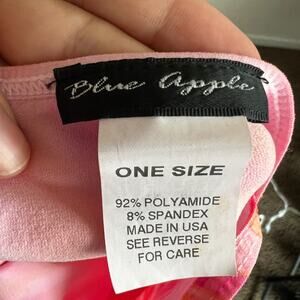 Blue Apple
ONE SIZE
92% POLYAMIDE
8% SPANDEX
MADE IN USA
SEE REVERSE
FOR CARE